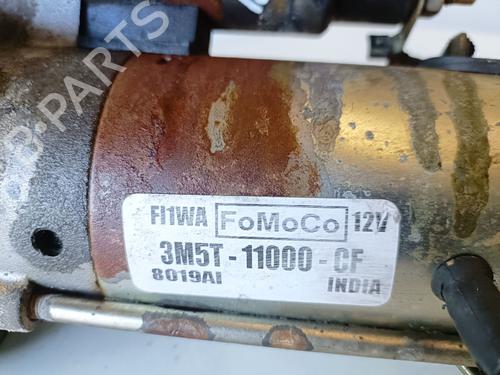 FI1WA FoMoCo 12V
3M5T - 11000 - CF
8019AI INDIA
B-PARTS